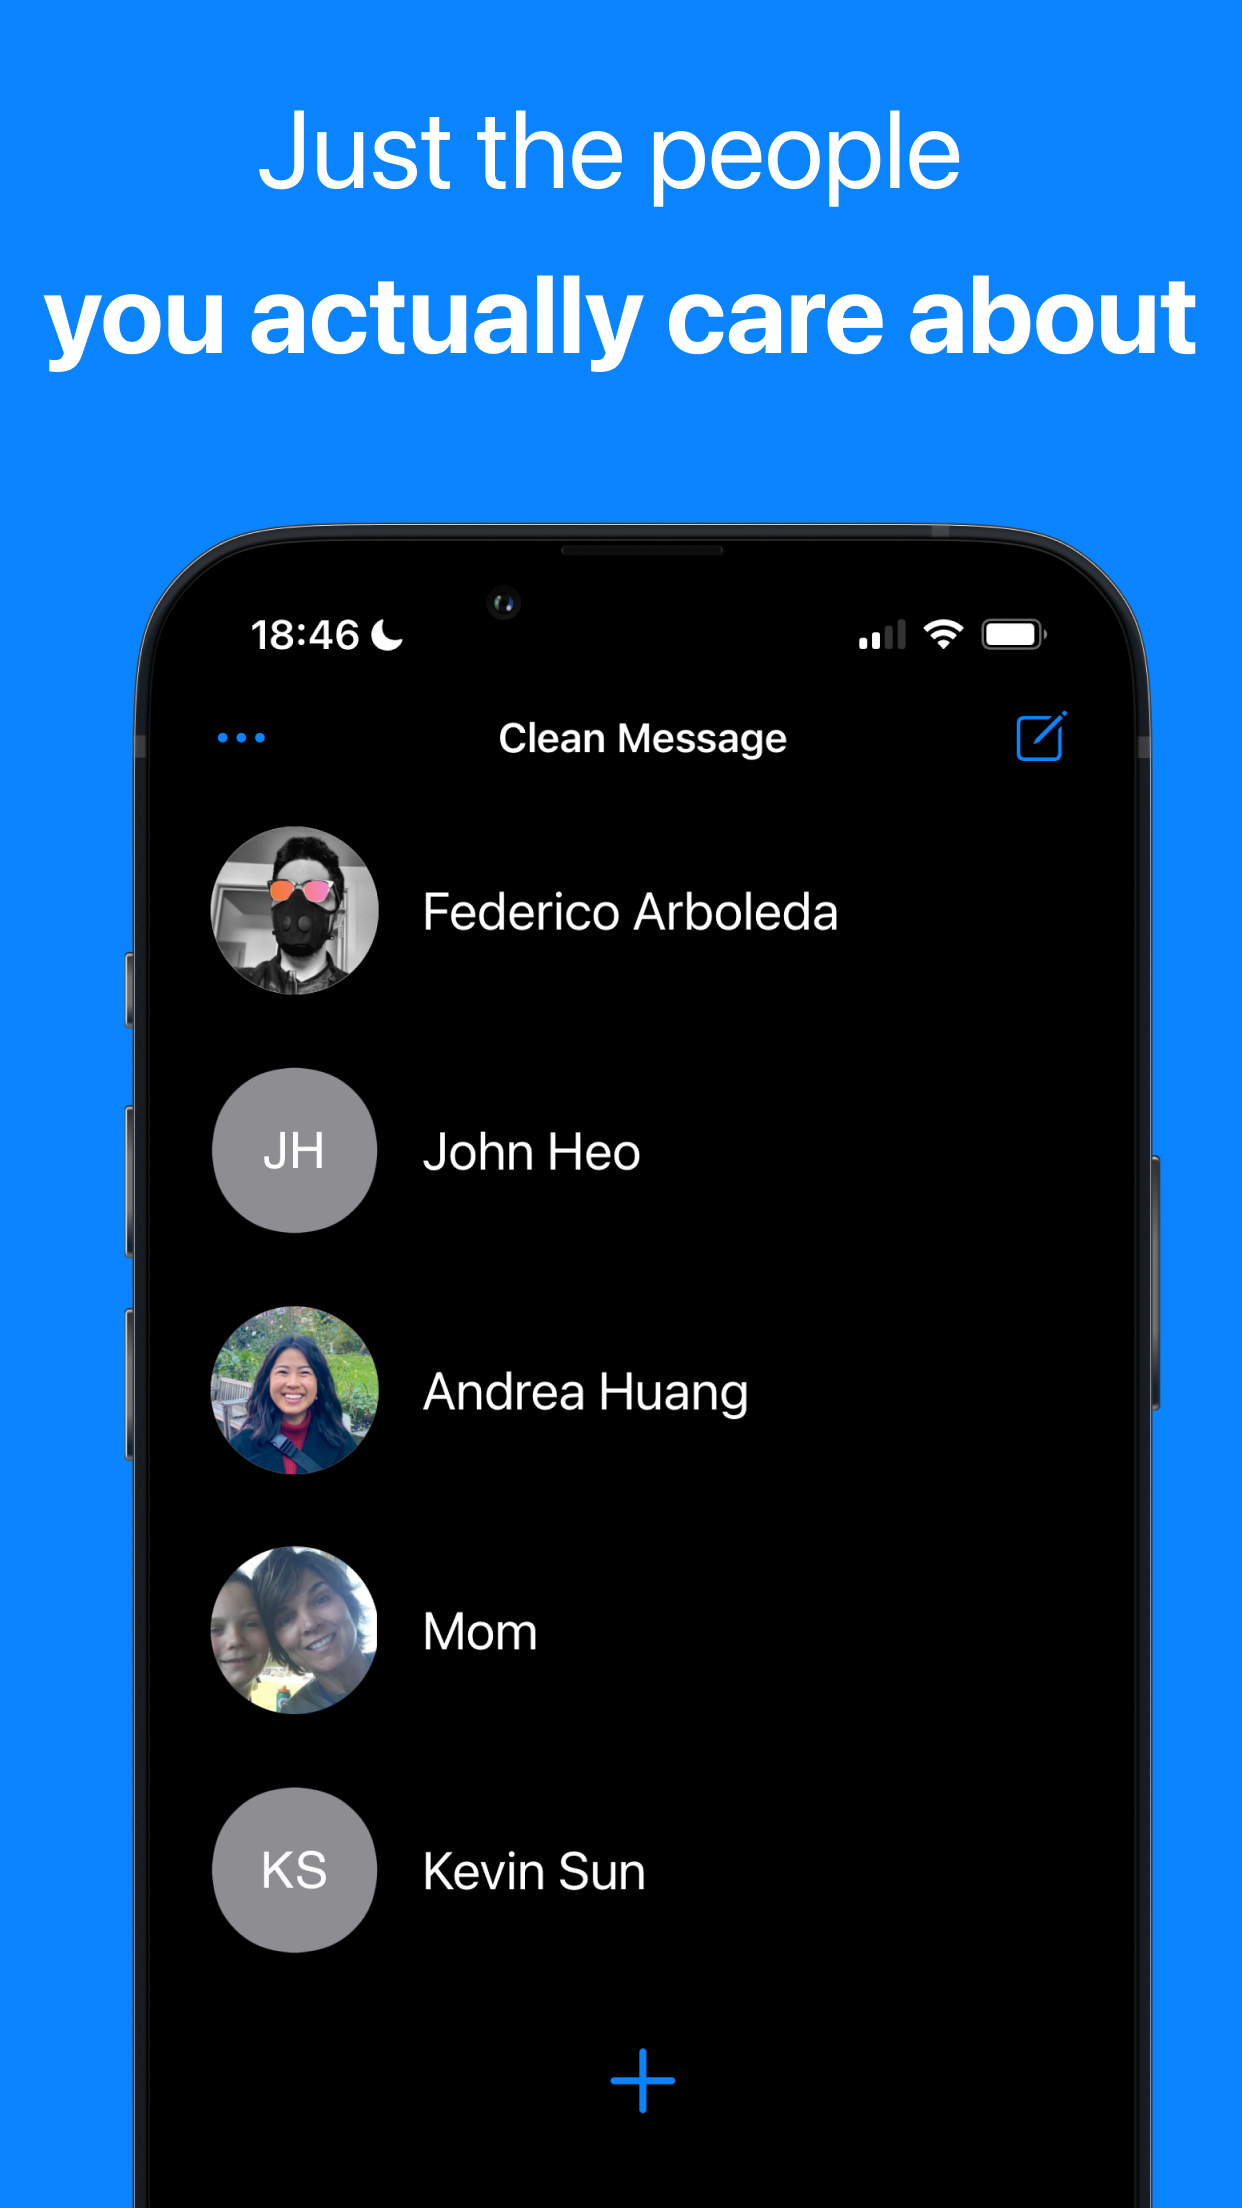 Just the people
you actually care about
18:46
Clean Message
Federico Arboleda
JH
John Heo
Andrea Huang
Mom
KS
Kevin Sun